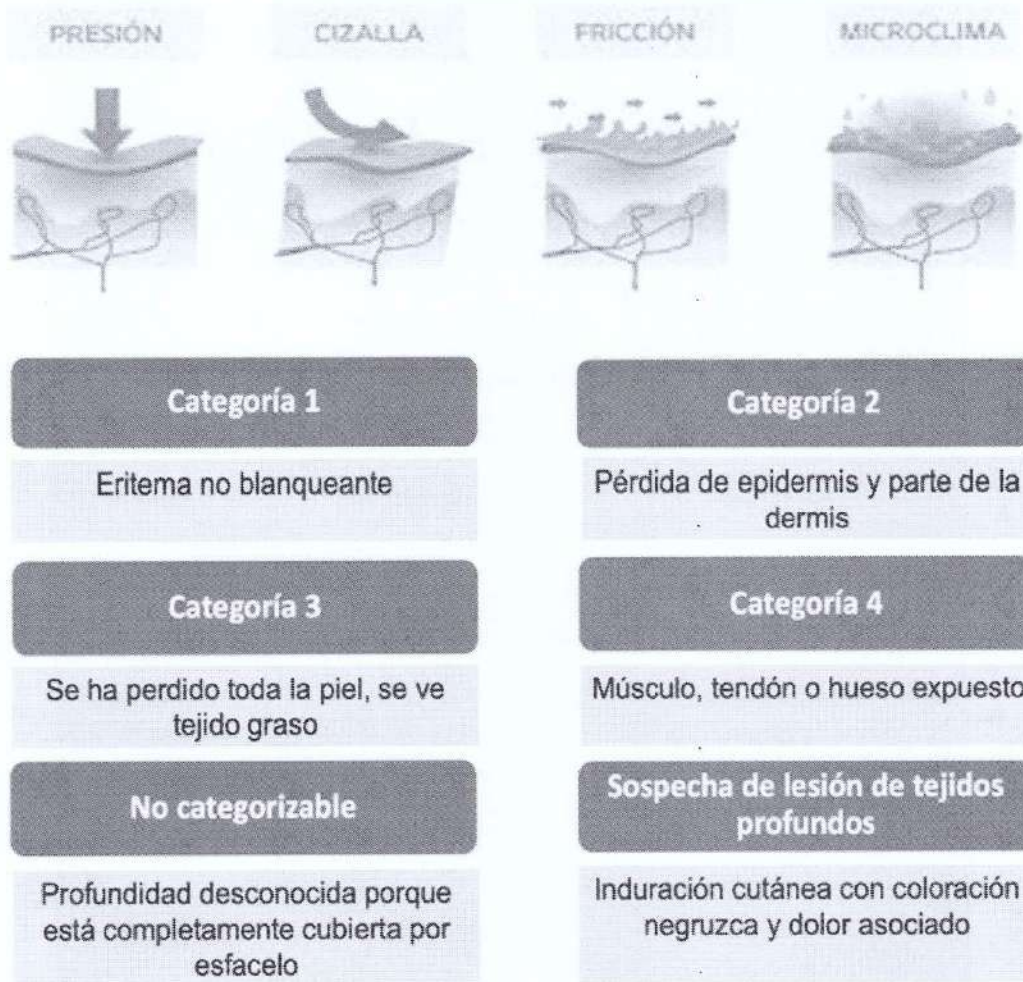 PRESIÓN
CIZALLA
FRICCIÓN
MICROCLIMA
Categoría 1
Eritema no blanqueante
Categoría 2
Pérdida de epidermis y parte de la
dermis
Categoría 3
Se ha perdido toda la piel, se ve
tejido graso
Categoría 4
Músculo, tendón o hueso expuesto
No categorizable
Profundidad desconocida porque
está completamente cubierta por
esfacelo
Sospecha de lesión de tejidos
profundos
Induración cutánea con coloración
negruzca y dolor asociado